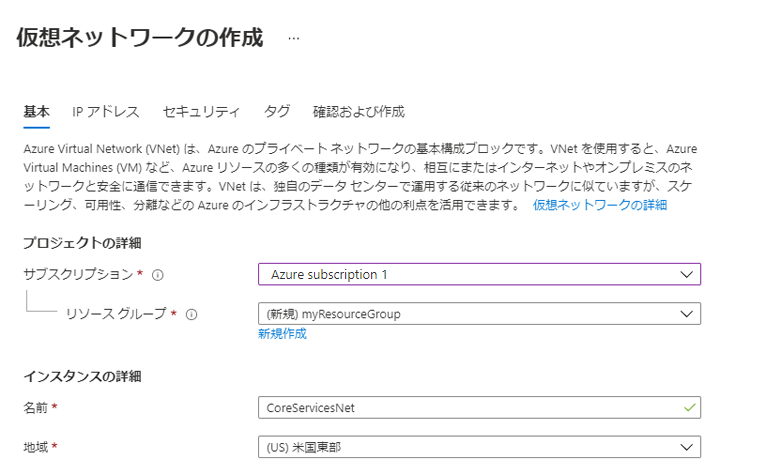 仮想ネットワークの作成 …
基本 IP アドレス セキュリティ タグ 確認および作成
Azure Virtual Network (VNet) は、Azure のプライベート ネットワークの基本構成ブロックです。VNet を使用すると、Azure
Virtual Machines (VM) など、Azure リソースの多くの種類が有効になり、相互にまたはインターネットやオンプレミスのネ
ットワークと安全に通信できます。VNet は、独自のデータ センターで運用する従来のネットワークに似ていますが、スケ
ーリング、可用性、分離などの Azure のインフラストラクチャの他の利点を活用できます。 仮想ネットワークの詳細
プロジェクトの詳細
サブスクリプション * Azure subscription 1
リソース グループ * (新規) myResourceGroup
新規作成
インスタンスの詳細
名前 * CoreServicesNet
地域 * (US) 米国東部